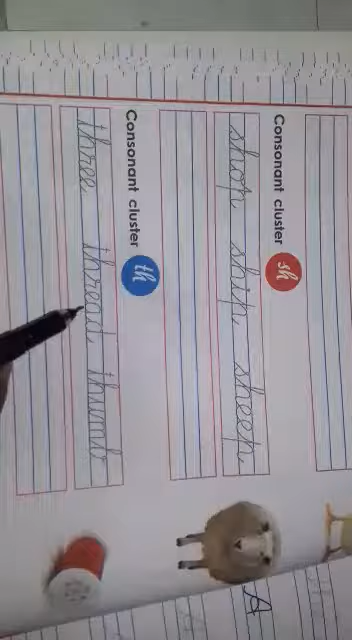 Consonant cluster sh
shop ship sheep
Consonant cluster th
three thread thumb
A